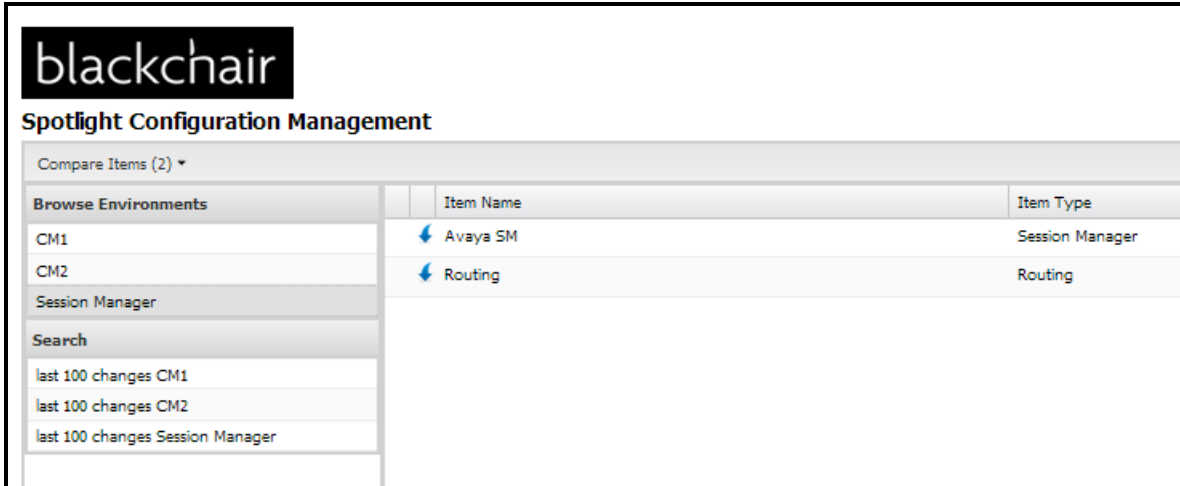 blackchair
Spotlight Configuration Management
Compare Items (2)
Browse Environments
CM1
CM2
Session Manager
Search
last 100 changes CM1
last 100 changes CM2
last 100 changes Session Manager
Item Name Item Type
Avaya SM Session Manager
Routing Routing